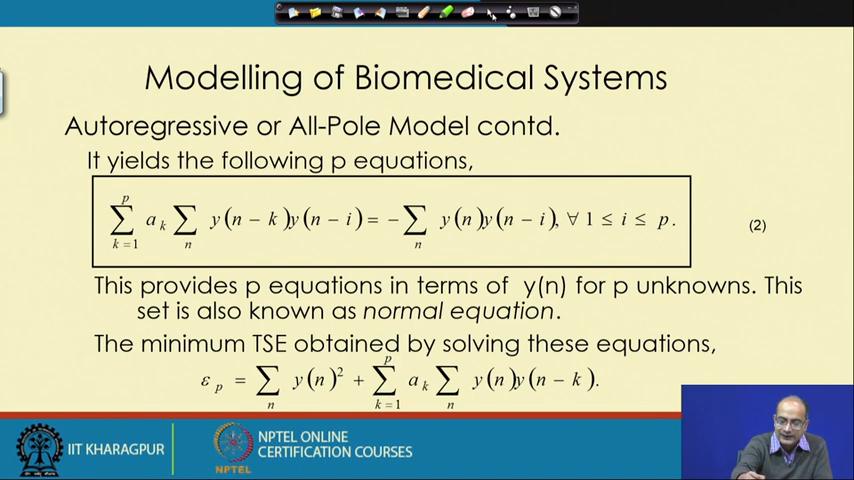 Modelling of Biomedical Systems
Autoregressive or All-Pole Model contd.
It yields the following p equations,
∑_{k=1}^{p} a_k ∑_n y(n − k)y(n − i) = − ∑_n y(n)y(n − i), ∀ 1 ≤ i ≤ p. (2)
This provides p equations in terms of y(n) for p unknowns. This
set is also known as normal equation.
The minimum TSE obtained by solving these equations,
ε_p = ∑_n y(n)² + ∑_{k=1}^{p} a_k ∑_n y(n)y(n − k).
IIT KHARAGPUR
NPTEL
NPTEL ONLINE
CERTIFICATION COURSES